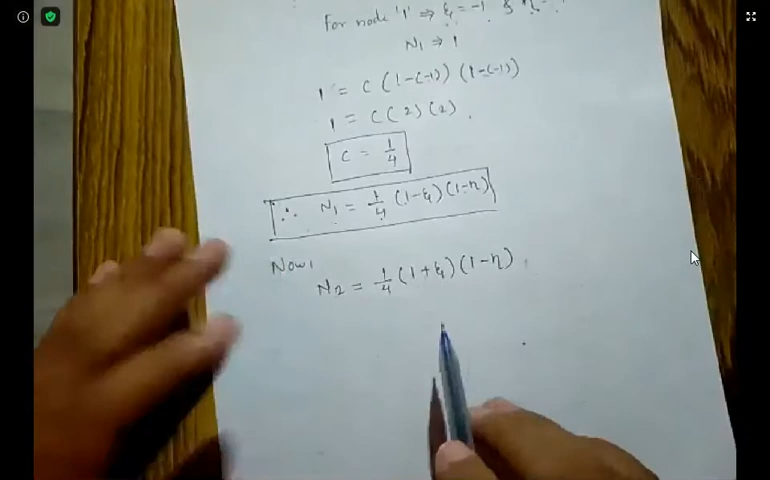 For node '1' ⇒ ξ = -1 &
N₁ ⇒ 1
1 = C (1-(-1)) (1-(-1))
1 = C (2) (2)
C = 1/4
∴ N₁ = 1/4 (1-ξ) (1-η)
Now,
N₂ = 1/4 (1+ξ) (1-η)